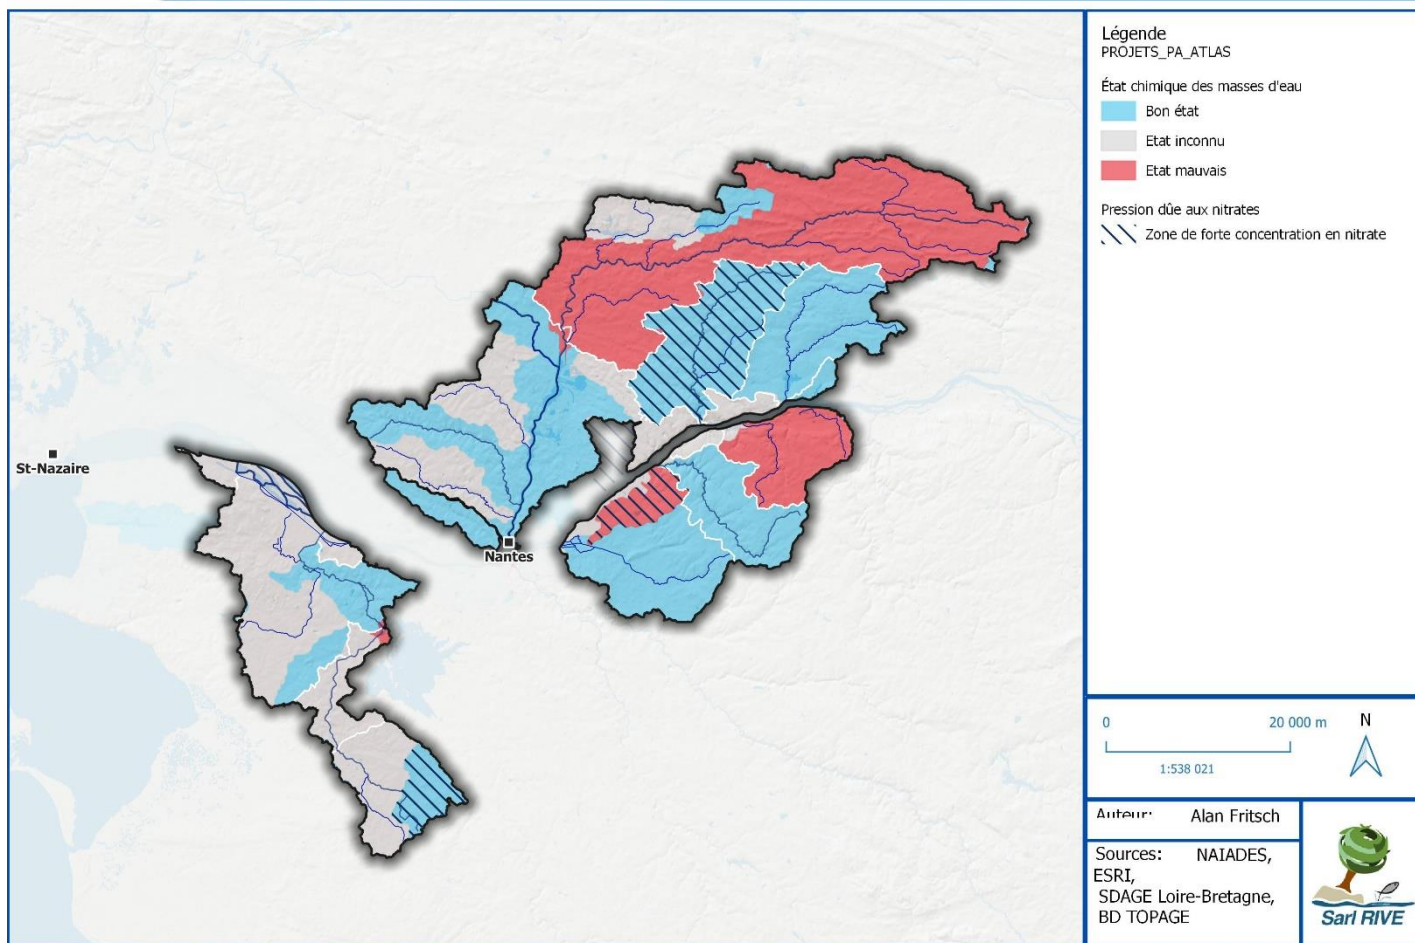 Légende
PROJETS_PA_ATLAS
État chimique des masses d'eau
Bon état
Etat inconnu
Etat mauvais
Pression dûe aux nitrates
Zone de forte concentration en nitrate
St-Nazaire
Nantes
0 20 000 m N
1:538 021
Auteur: Alan Fritsch
Sources: NAIADES,
ESRI,
SDAGE Loire-Bretagne,
BD TOPAGE
Sarl RIVE